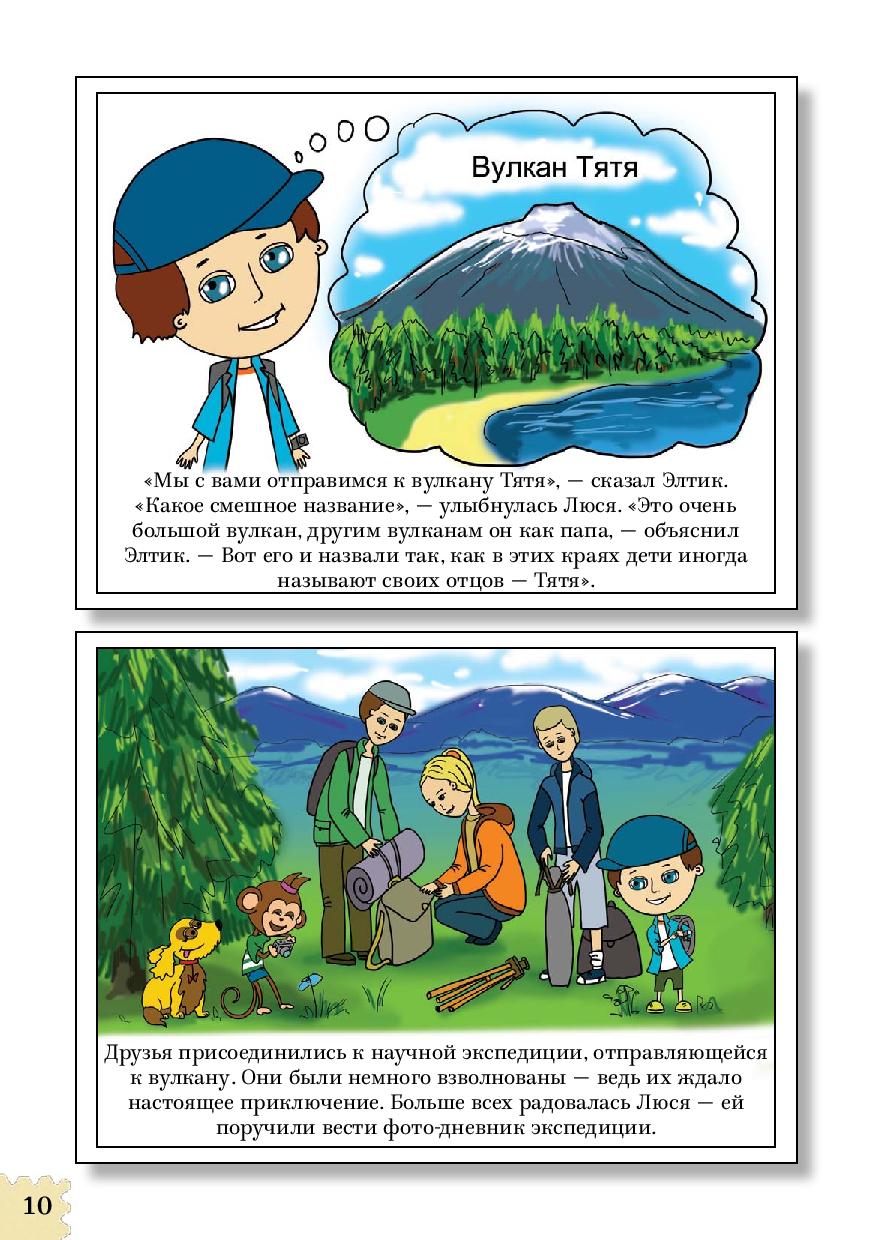 Вулкан Тятя
«Мы с вами отправимся к вулкану Тятя», — сказал Элтик.
«Какое смешное название», — улыбнулась Люся. «Это очень
большой вулкан, другим вулканам он как папа, — объяснил
Элтик. — Вот его и назвали так, как в этих краях дети иногда
называют своих отцов — Тятя».
Друзья присоединились к научной экспедиции, отправляющейся
к вулкану. Они были немного взволнованы — ведь их ждало
настоящее приключение. Больше всех радовалась Люся — ей
поручили вести фото-дневник экспедиции.
10